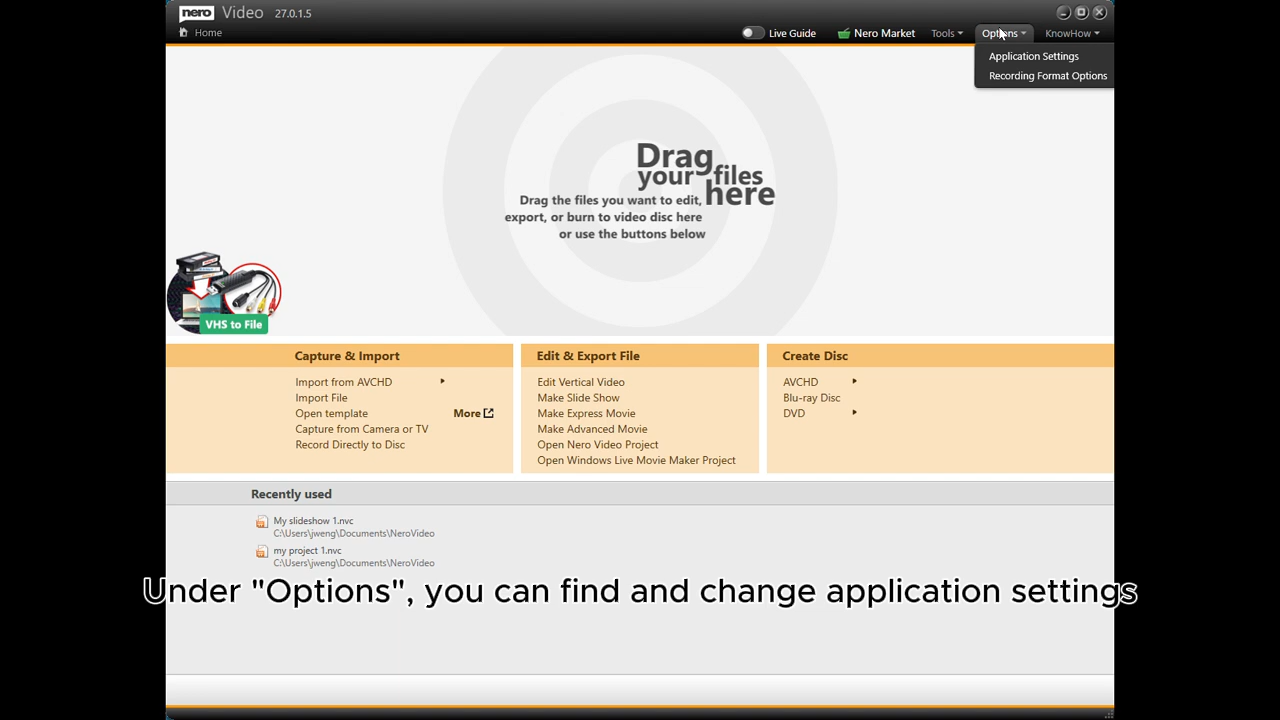 nero Video 27.0.1.5
Home
Live Guide
Nero Market
Tools
Options
KnowHow
Application Settings
Recording Format Options
Drag
your files
here
Drag the files you want to edit,
export, or burn to video disc here
or use the buttons below
VHS to File
Capture & Import
Import from AVCHD
Import File
Open template
More
Capture from Camera or TV
Record Directly to Disc
Edit & Export File
Edit Vertical Video
Make Slide Show
Make Express Movie
Make Advanced Movie
Open Nero Video Project
Open Windows Live Movie Maker Project
Create Disc
AVCHD
Blu-ray Disc
DVD
Recently used
My slideshow 1.nvc
C:\Users\jweng\Documents\NeroVideo
my project 1.nvc
C:\Users\jweng\Documents\NeroVideo
Under "Options", you can find and change application settings